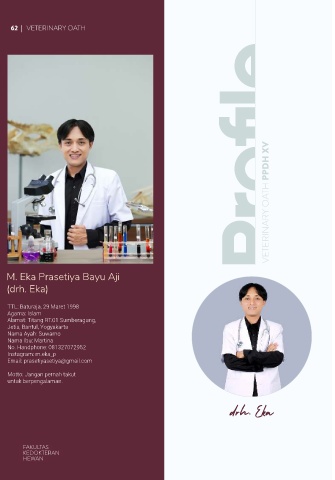 62 | VETERINARY OATH
M. Eka Prasetiya Bayu Aji
(drh. Eka)
TTL: Baturaja, 29 Maret 1998
Agama: Islam
Alamat: Titang RT.01 Sumberagung,
Jetis, Bantul, Yogyakarta
Nama Ayah: Suwarno
Nama Ibu: Martina
No. Handphone: 081327072952
Instagram: m.eka_p
Email: prasetiyasetiya@gmail.com
Motto: Jangan pernah takut
untuk berpengalaman.
FAKULTAS
KEDOKTERAN
HEWAN
Profile
VETERINARY OATH PPDH XV
drh. Eka